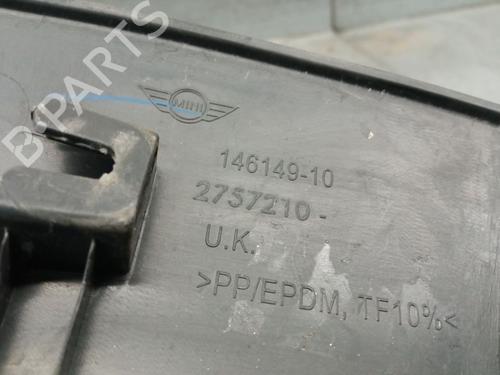 B-PARTS
MINI
146149-10
2757210-
U.K.
>PP/EPDM, TF10%<